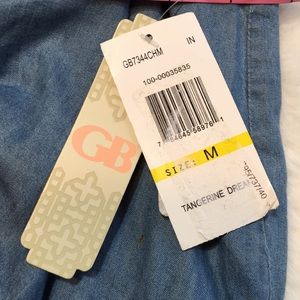 GB
GB7344CHM IN
100-00035835
SIZE: M
TANGERINE DREAM